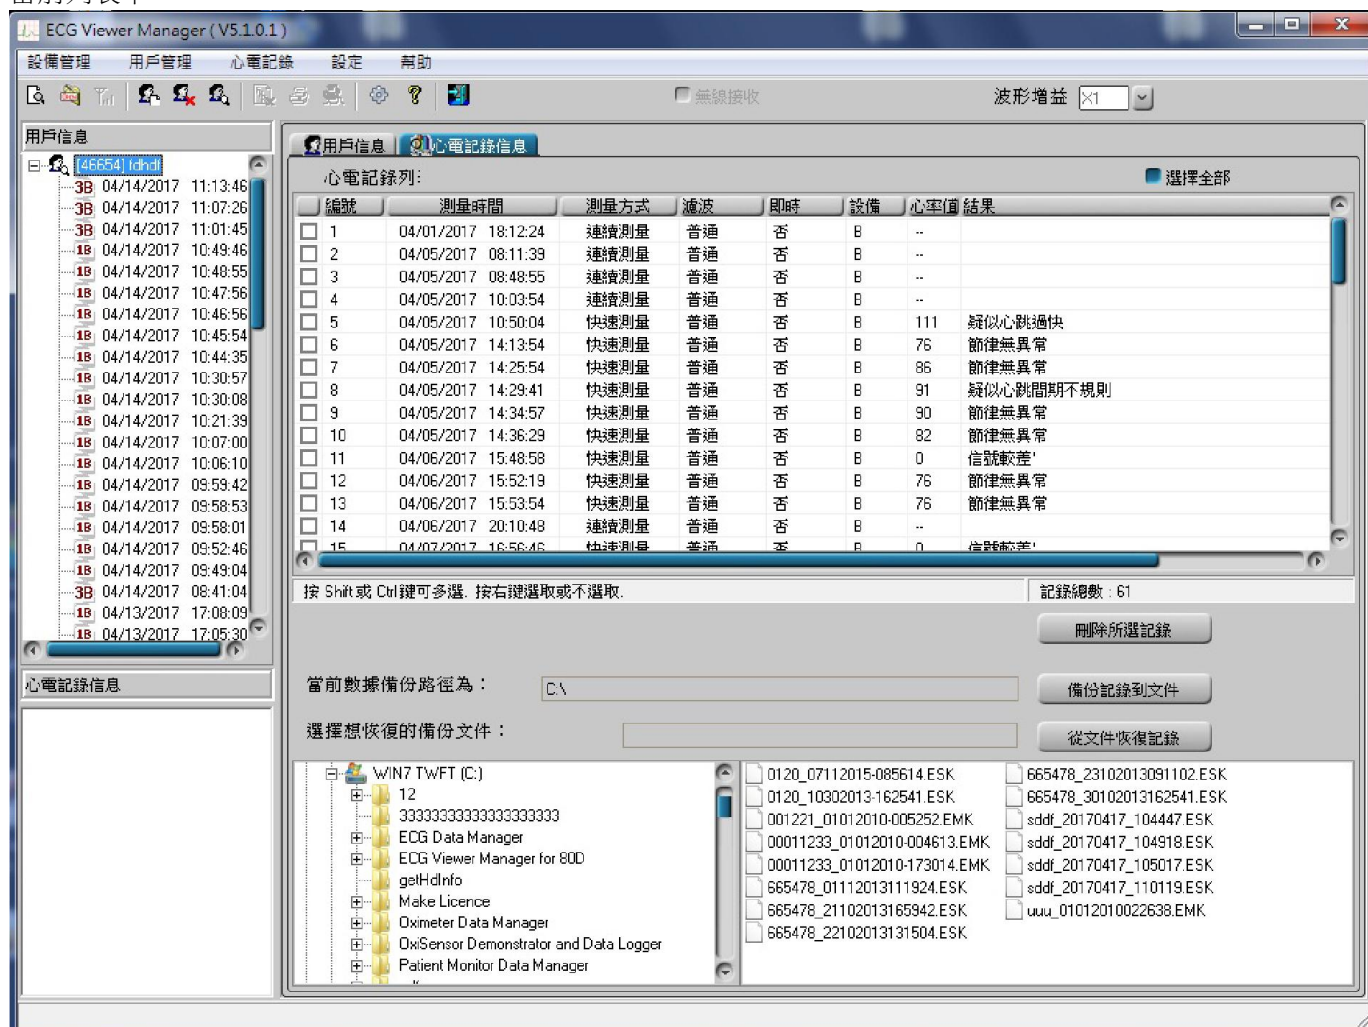 ECG Viewer Manager ( V5.1.0.1 )
設備管理 用戶管理 心電記錄 設定 幫助
無線接收 波形增益 X1
用戶信息
[46654] fdhdf
3B 04/14/2017 11:13:46
3B 04/14/2017 11:07:26
3B 04/14/2017 11:01:45
1B 04/14/2017 10:49:46
1B 04/14/2017 10:48:55
1B 04/14/2017 10:47:56
1B 04/14/2017 10:46:56
1B 04/14/2017 10:45:54
1B 04/14/2017 10:44:35
1B 04/14/2017 10:30:57
1B 04/14/2017 10:30:08
1B 04/14/2017 10:21:39
1B 04/14/2017 10:07:00
1B 04/14/2017 10:06:10
1B 04/14/2017 09:59:42
1B 04/14/2017 09:58:53
1B 04/14/2017 09:58:01
1B 04/14/2017 09:52:46
1B 04/14/2017 09:49:04
3B 04/14/2017 08:41:04
1B 04/13/2017 17:08:09
1B 04/13/2017 17:05:30
心電記錄信息
用戶信息 心電記錄信息
心電記錄列: 選擇全部
編號 測量時間 測量方式 濾波 即時 設備 心率值 結果
1 04/01/2017 18:12:24 連續測量 普通 否 B --
2 04/05/2017 08:11:39 連續測量 普通 否 B --
3 04/05/2017 08:48:55 連續測量 普通 否 B --
4 04/05/2017 10:03:54 連續測量 普通 否 B --
5 04/05/2017 10:50:04 快速測量 普通 否 B 111 疑似心跳過快
6 04/05/2017 14:13:54 快速測量 普通 否 B 76 節律無異常
7 04/05/2017 14:25:54 快速測量 普通 否 B 86 節律無異常
8 04/05/2017 14:29:41 快速測量 普通 否 B 91 疑似心跳間期不規則
9 04/05/2017 14:34:57 快速測量 普通 否 B 90 節律無異常
10 04/05/2017 14:36:29 快速測量 普通 否 B 82 節律無異常
11 04/06/2017 15:48:58 快速測量 普通 否 B 0 信號較差'
12 04/06/2017 15:52:19 快速測量 普通 否 B 76 節律無異常
13 04/06/2017 15:53:54 快速測量 普通 否 B 76 節律無異常
14 04/06/2017 20:10:48 連續測量 普通 否 B --
15 04/07/2017 16:56:46 快速測量 普通 否 B 0 信號較差'
按 Shift 或 Ctrl 鍵可多選. 按右鍵選取或不選取. 記錄總數 : 61
刪除所選記錄
當前數據備份路徑為： C:\ 備份記錄到文件
選擇想恢復的備份文件： 從文件恢復記錄
WIN7 TWFT (C:)
12
33333333333333333333
ECG Data Manager
ECG Viewer Manager for 80D
getHdInfo
Make Licence
Oximeter Data Manager
OxiSensor Demonstrator and Data Logger
Patient Monitor Data Manager
0120_07112015-085614.ESK
0120_10302013-162541.ESK
001221_01012010-005252.EMK
00011233_01012010-004613.EMK
00011233_01012010-173014.EMK
665478_01112013111924.ESK
665478_21102013165942.ESK
665478_22102013131504.ESK
665478_23102013091102.ESK
665478_30102013162541.ESK
sddf_20170417_104447.ESK
sddf_20170417_104918.ESK
sddf_20170417_105017.ESK
sddf_20170417_110119.ESK
uuu_01012010022638.EMK